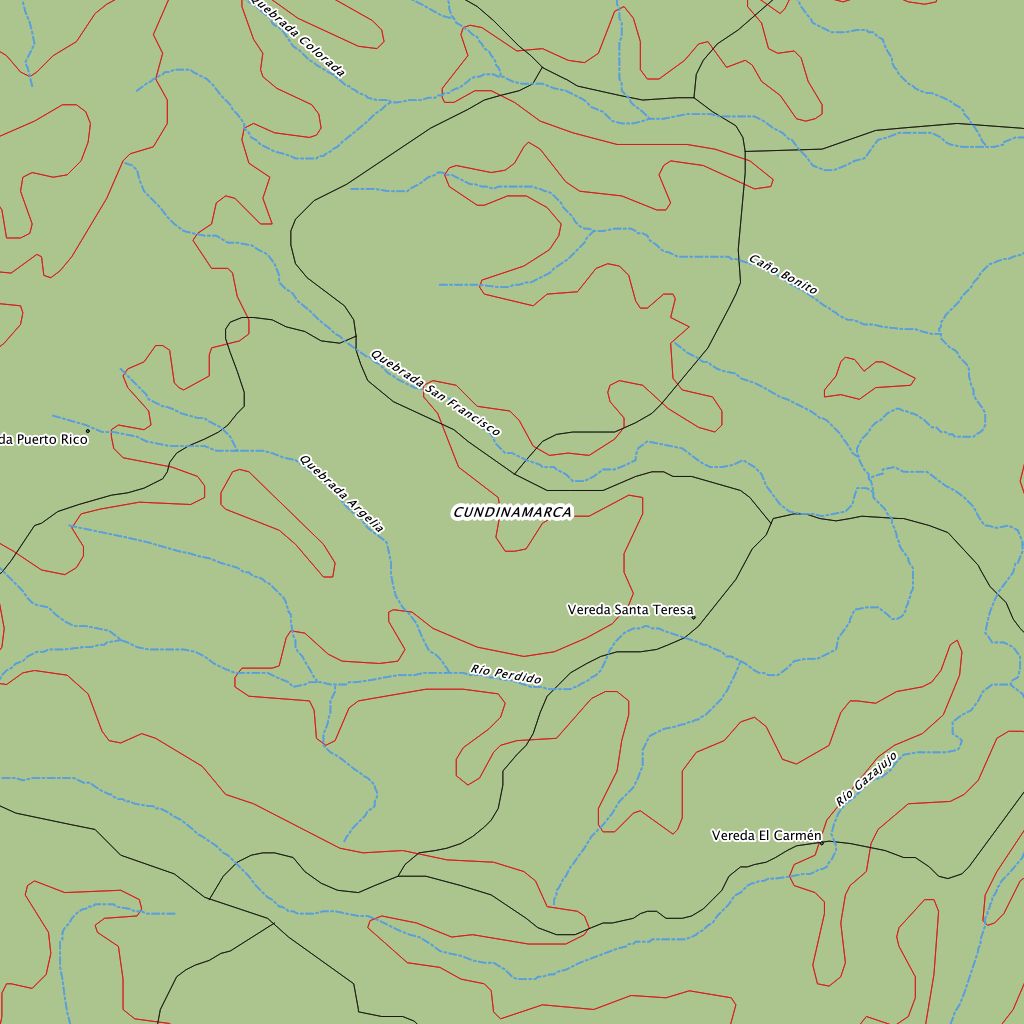 Quebrada Colorada
Caño Bonito
Quebrada San Francisco
da Puerto Rico
Quebrada Argelia
CUNDINAMARCA
Vereda Santa Teresa
Río Perdido
Río Gazajujo
Vereda El Carmén